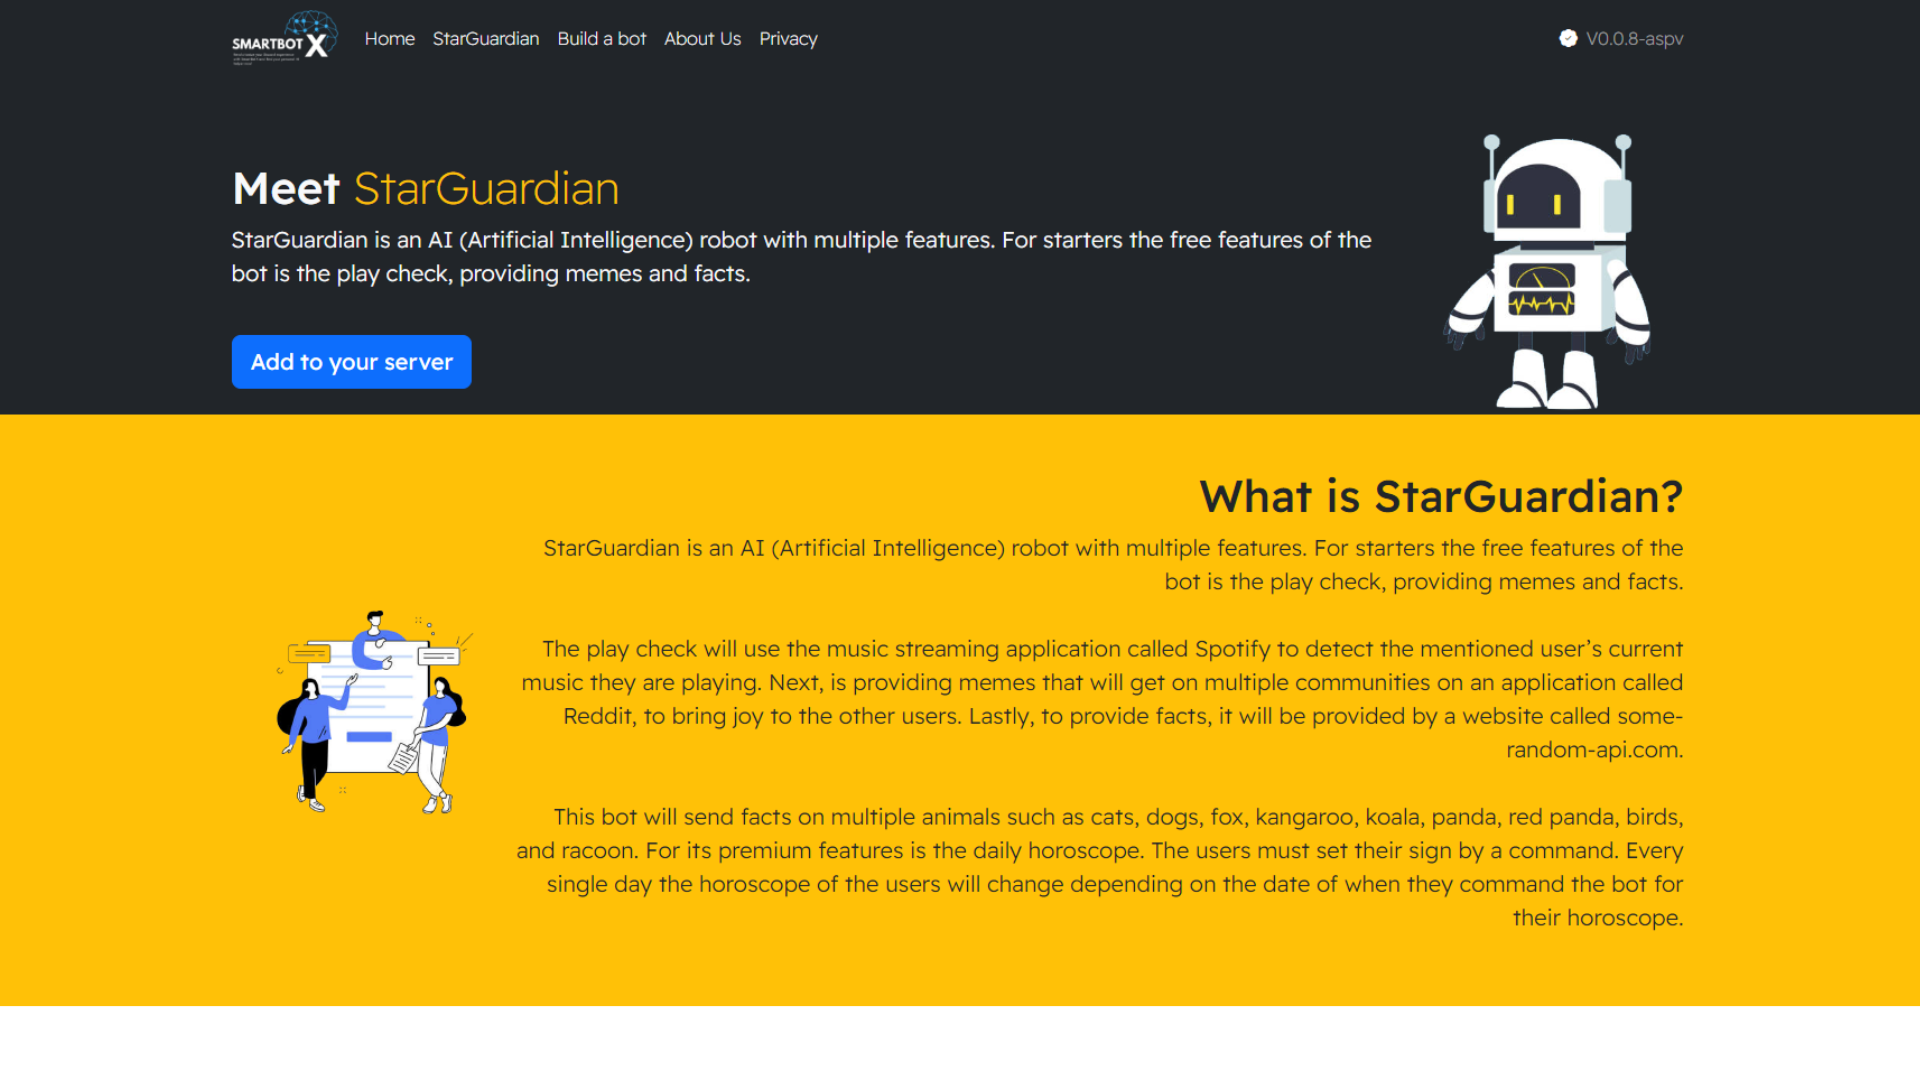 SMARTBOT X
Home
StarGuardian
Build a bot
About Us
Privacy
V0.0.8-aspv
Meet StarGuardian
StarGuardian is an AI (Artificial Intelligence) robot with multiple features. For starters the free features of the
bot is the play check, providing memes and facts.
Add to your server
What is StarGuardian?
StarGuardian is an AI (Artificial Intelligence) robot with multiple features. For starters the free features of the
bot is the play check, providing memes and facts.
The play check will use the music streaming application called Spotify to detect the mentioned user’s current
music they are playing. Next, is providing memes that will get on multiple communities on an application called
Reddit, to bring joy to the other users. Lastly, to provide facts, it will be provided by a website called some-
random-api.com.
This bot will send facts on multiple animals such as cats, dogs, fox, kangaroo, koala, panda, red panda, birds,
and racoon. For its premium features is the daily horoscope. The users must set their sign by a command. Every
single day the horoscope of the users will change depending on the date of when they command the bot for
their horoscope.